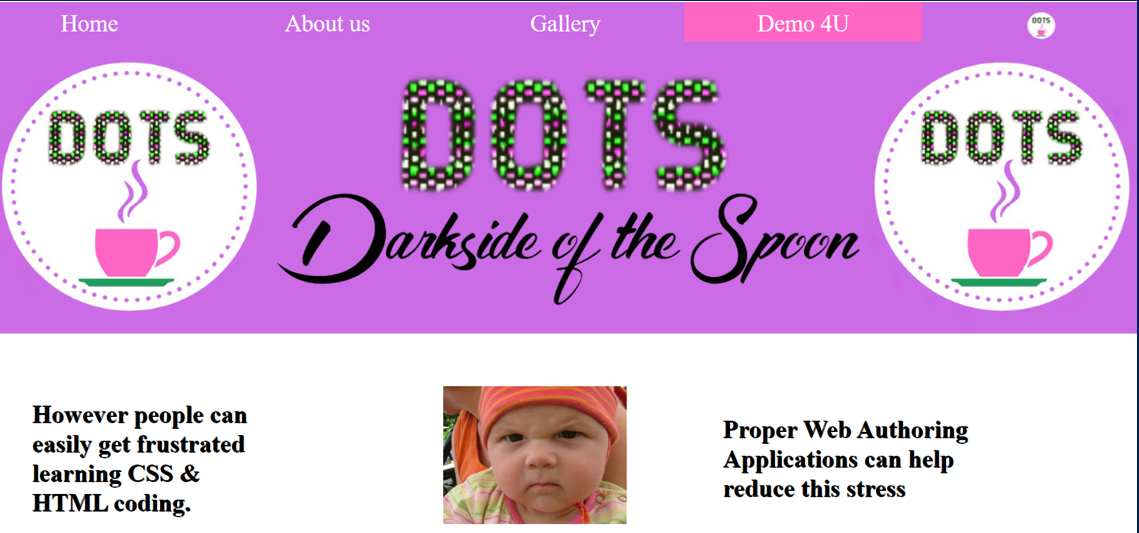 Home About us Gallery Demo 4U DOTS
DOTS DOTS DOTS
Darkside of the Spoon
However people can
easily get frustrated
learning CSS &
HTML coding.
Proper Web Authoring
Applications can help
reduce this stress